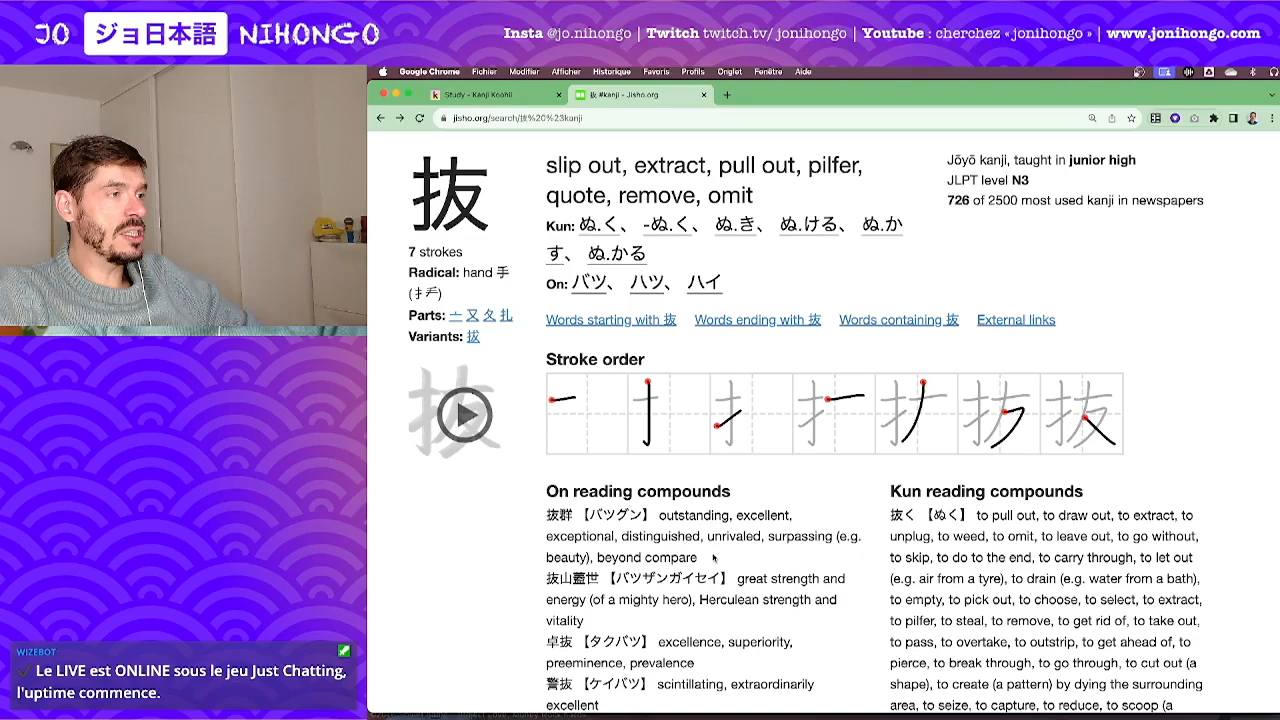 JO ジョ日本語 NIHONGO
Insta @jo.nihongo | Twitch twitch.tv/ jonihongo | Youtube : cherchez «jonihongo » | www.jonihongo.com
Google Chrome Fichier Modifier Afficher Historique Favoris Profils Onglet Fenêtre Aide
Study - Kanji Koohii
抜 #kanji - Jisho.org
jisho.org/search/抜%20%23kanji
抜
7 strokes
Radical: hand 手
(扌龵)
Parts: 亠 又 夂 扎
Variants: 拔
slip out, extract, pull out, pilfer,
quote, remove, omit
Kun: ぬ.く、 -ぬ.く、 ぬ.き、 ぬ.ける、 ぬ.か
す、 ぬ.かる
On: バツ、 ハツ、 ハイ
Jōyō kanji, taught in junior high
JLPT level N3
726 of 2500 most used kanji in newspapers
Words starting with 抜 Words ending with 抜 Words containing 抜 External links
Stroke order
On reading compounds
抜群 【バツグン】 outstanding, excellent,
exceptional, distinguished, unrivaled, surpassing (e.g.
beauty), beyond compare
抜山蓋世 【バツザンガイセイ】 great strength and
energy (of a mighty hero), Herculean strength and
vitality
卓抜 【タクバツ】 excellence, superiority,
preeminence, prevalence
警抜 【ケイバツ】 scintillating, extraordinarily
excellent
Kun reading compounds
抜く 【ぬく】 to pull out, to draw out, to extract, to
unplug, to weed, to omit, to leave out, to go without,
to skip, to do to the end, to carry through, to let out
(e.g. air from a tyre), to drain (e.g. water from a bath),
to empty, to pick out, to choose, to select, to extract,
to pilfer, to steal, to remove, to get rid of, to take out,
to pass, to overtake, to outstrip, to get ahead of, to
pierce, to break through, to go through, to cut out (a
shape), to create (a pattern) by dying the surrounding
area, to seize, to capture, to reduce, to scoop (a
WIZEBOT
Le LIVE est ONLINE sous le jeu Just Chatting,
l'uptime commence.